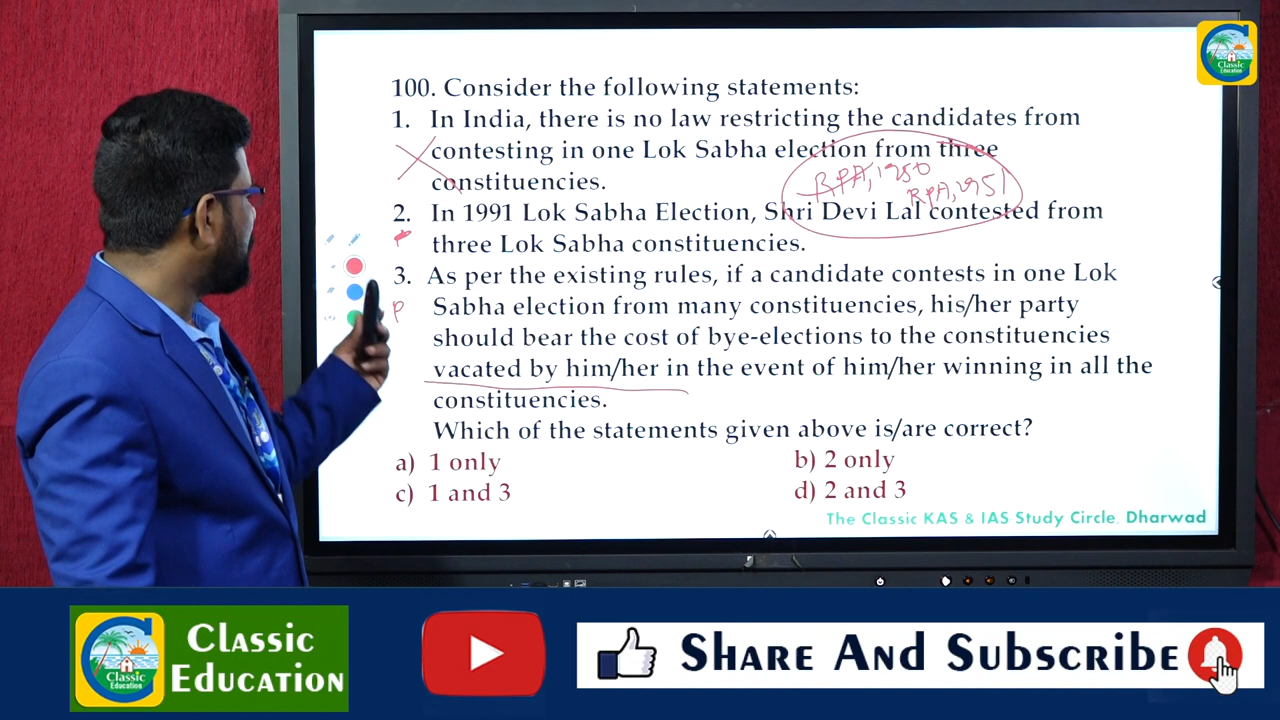 Classic
Education
100. Consider the following statements:
1. In India, there is no law restricting the candidates from
contesting in one Lok Sabha election from three
constituencies.
RPA, 1950
RPA, 1951
2. In 1991 Lok Sabha Election, Shri Devi Lal contested from
three Lok Sabha constituencies.
3. As per the existing rules, if a candidate contests in one Lok
Sabha election from many constituencies, his/her party
should bear the cost of bye-elections to the constituencies
vacated by him/her in the event of him/her winning in all the
constituencies.
Which of the statements given above is/are correct?
a) 1 only
b) 2 only
c) 1 and 3
d) 2 and 3
The Classic KAS & IAS Study Circle. Dharwad
Classic
Education
Classic
Education
Share And Subscribe